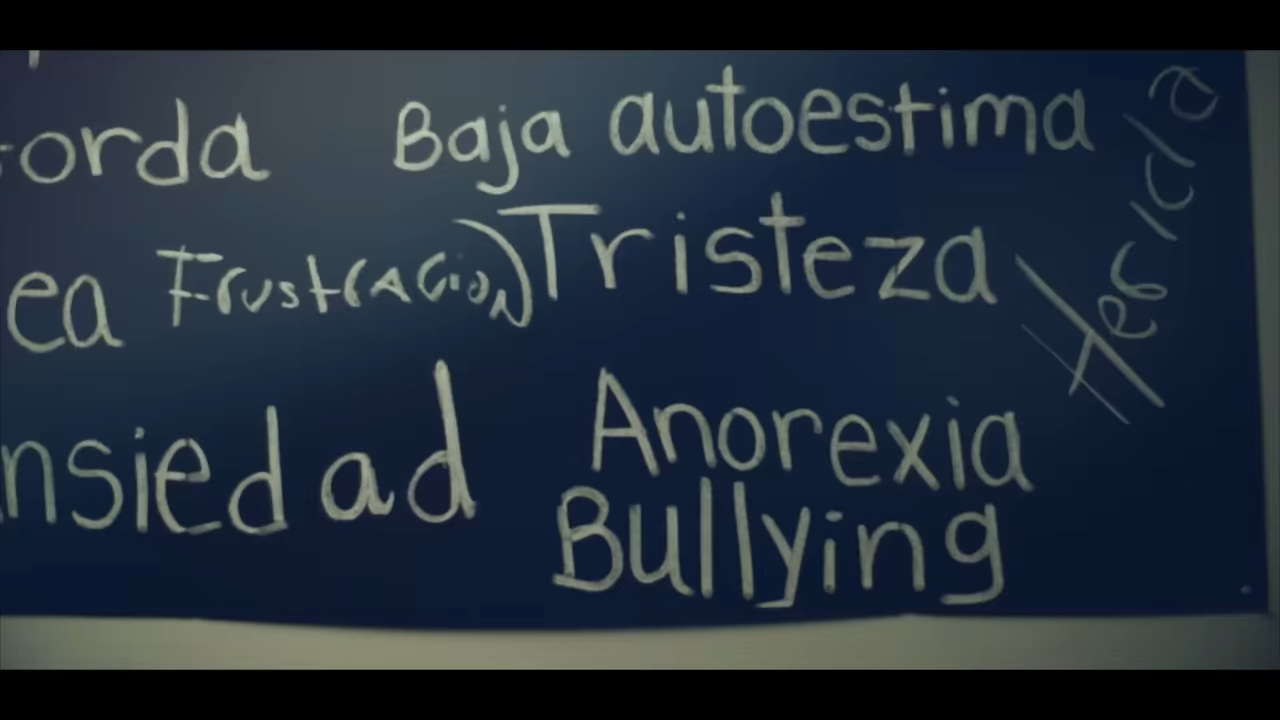 orda Baja autoestima
ea Frustración Tristeza
nsiedad Anorexia
Bullying